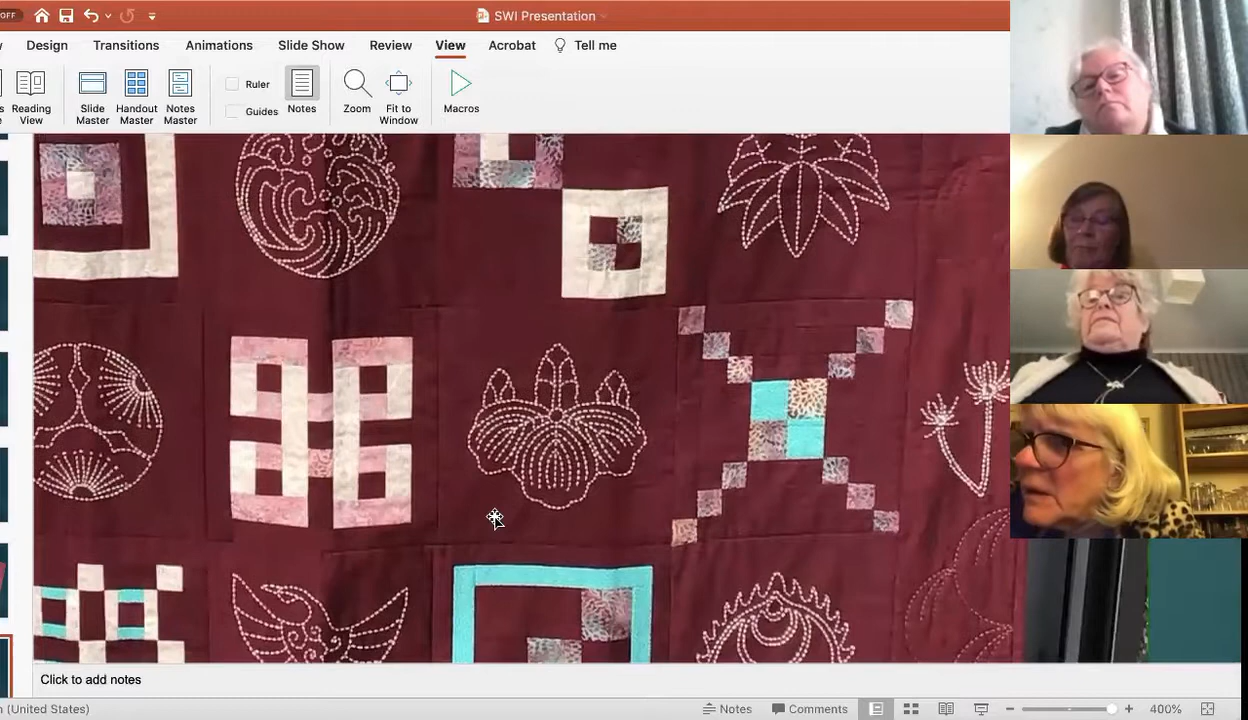 OFF
SWI Presentation
Design Transitions Animations Slide Show Review View Acrobat Tell me
Reading View
Slide Master
Handout Master
Notes Master
Ruler
Guides
Notes
Zoom
Fit to Window
Macros
Click to add notes
(United States)
Notes Comments 400%